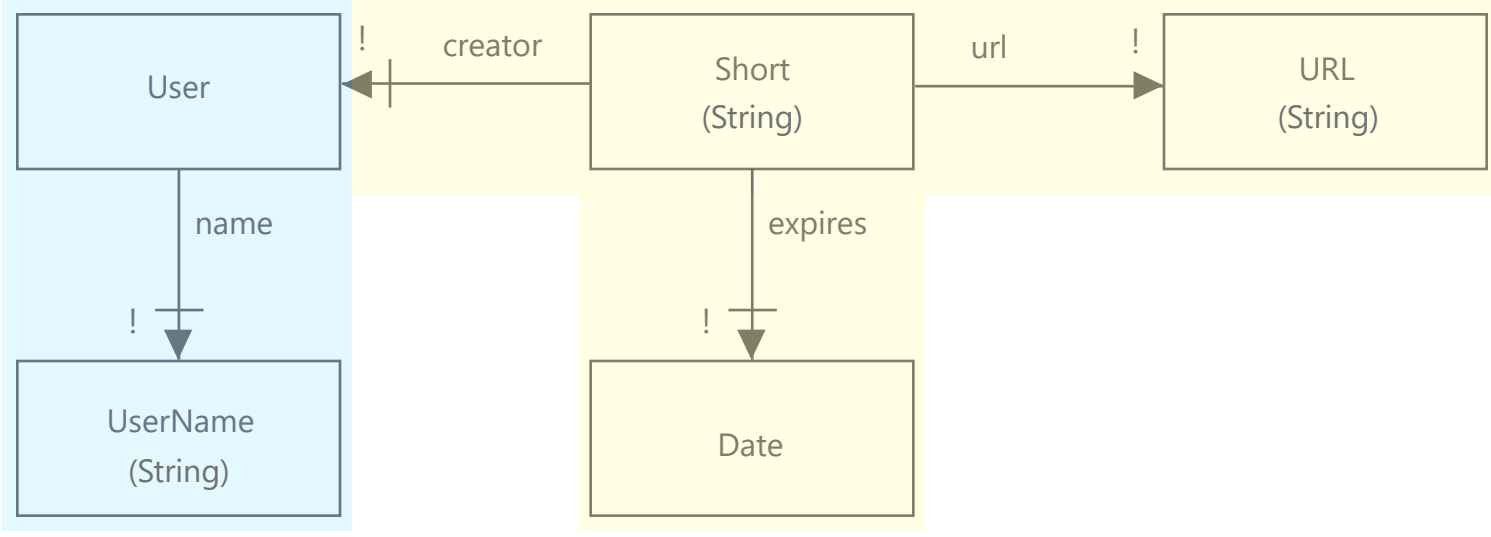 User
! creator
Short
(String)
url !
URL
(String)
name
!
UserName
(String)
expires
!
Date